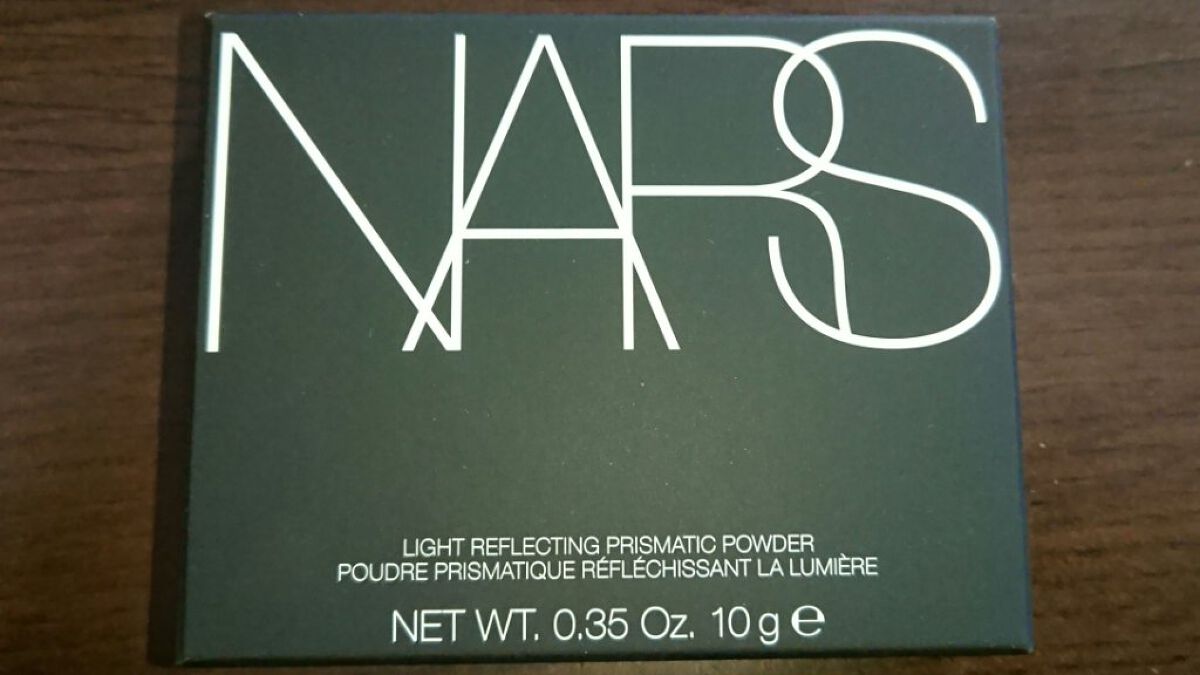 NARS
LIGHT REFLECTING PRISMATIC POWDER
POUDRE PRISMATIQUE RÉFLÉCHISSANT LA LUMIÈRE
NET WT. 0.35 Oz. 10 g e